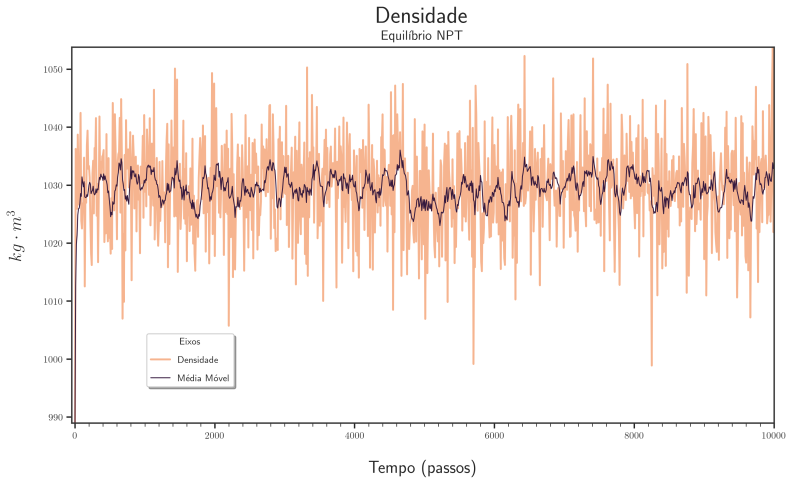 Densidade
Equilíbrio NPT
1050
1040
1030
1020
1010
1000
990
kg · m³
Eixos
Densidade
Média Móvel
0 2000 4000 6000 8000 10000
Tempo (passos)